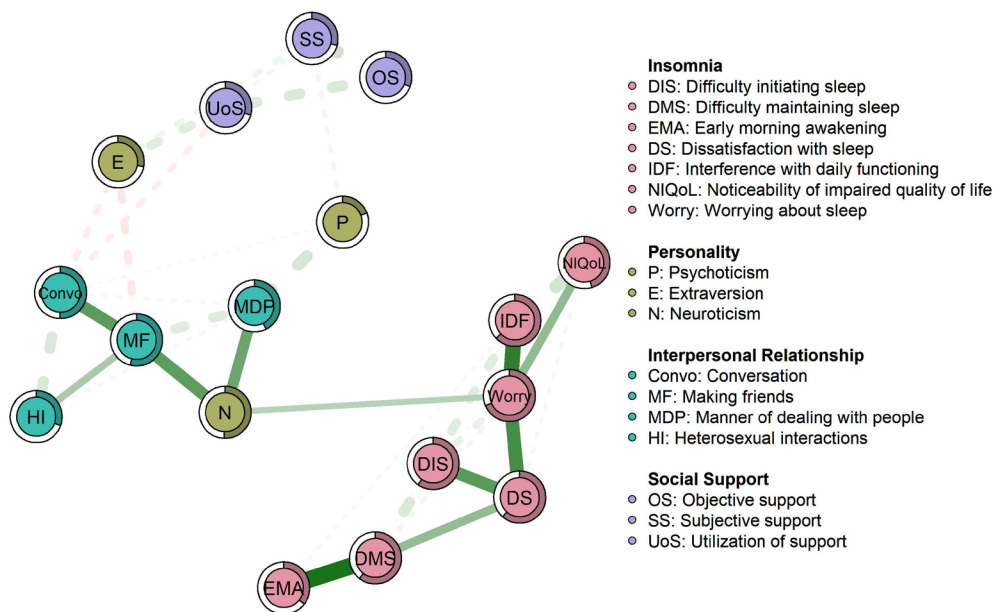 SS
OS
UoS
E
P
NIQoL
Convo
MDP
IDF
MF
Worry
HI
N
DIS
DS
DMS
EMA
Insomnia
DIS: Difficulty initiating sleep
DMS: Difficulty maintaining sleep
EMA: Early morning awakening
DS: Dissatisfaction with sleep
IDF: Interference with daily functioning
NIQoL: Noticeability of impaired quality of life
Worry: Worrying about sleep
Personality
P: Psychoticism
E: Extraversion
N: Neuroticism
Interpersonal Relationship
Convo: Conversation
MF: Making friends
MDP: Manner of dealing with people
HI: Heterosexual interactions
Social Support
OS: Objective support
SS: Subjective support
UoS: Utilization of support